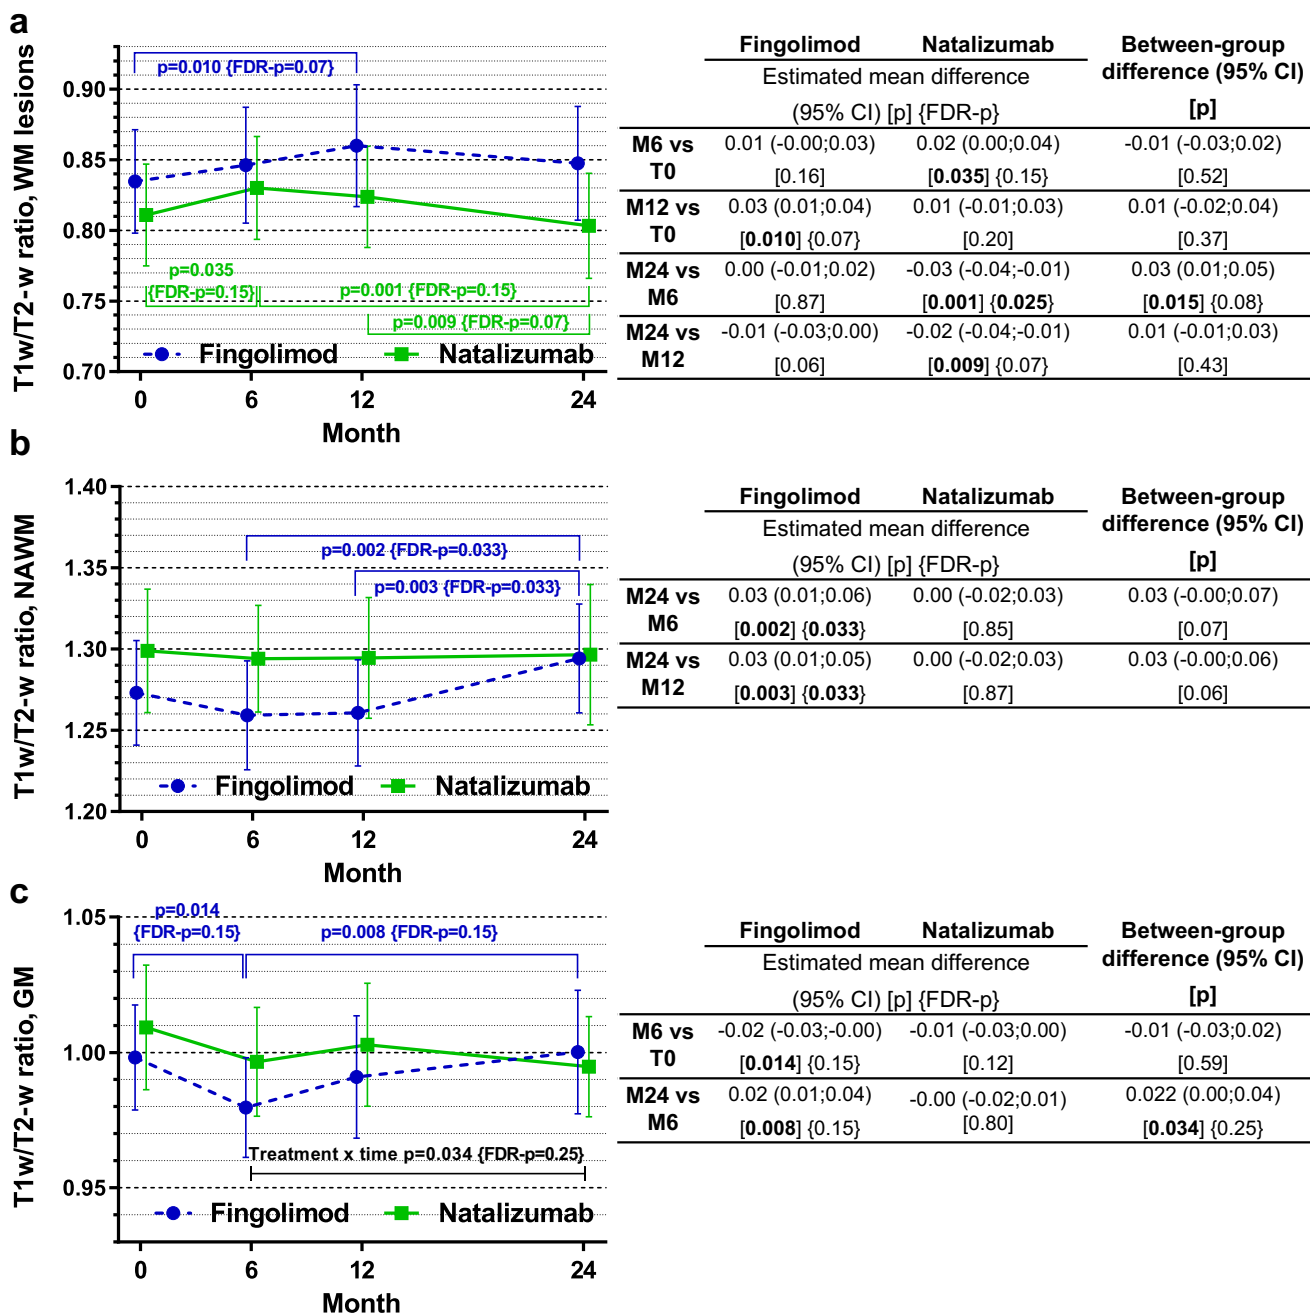 a
T1w/T2-w ratio, WM lesions
0.90
0.85
0.80
0.75
0.70
p=0.010 {FDR-p=0.07}
p=0.035
{FDR-p=0.15}
p=0.001 {FDR-p=0.15}
p=0.009 {FDR-p=0.07}
Fingolimod Natalizumab
0 6 12 24
Month
Fingolimod Natalizumab Between-group
difference (95% CI)
Estimated mean difference
(95% CI) [p] {FDR-p} [p]
M6 vs 0.01 (-0.00;0.03) 0.02 (0.00;0.04) -0.01 (-0.03;0.02)
T0 [0.16] [0.035] {0.15} [0.52]
M12 vs 0.03 (0.01;0.04) 0.01 (-0.01;0.03) 0.01 (-0.02;0.04)
T0 [0.010] {0.07} [0.20] [0.37]
M24 vs 0.00 (-0.01;0.02) -0.03 (-0.04;-0.01) 0.03 (0.01;0.05)
M6 [0.87] [0.001] {0.025} [0.015] {0.08}
M24 vs -0.01 (-0.03;0.00) -0.02 (-0.04;-0.01) 0.01 (-0.01;0.03)
M12 [0.06] [0.009] {0.07} [0.43]
b
T1w/T2-w ratio, NAWM
1.40
1.35
1.30
1.25
1.20
p=0.002 {FDR-p=0.033}
p=0.003 {FDR-p=0.033}
Fingolimod Natalizumab
0 6 12 24
Month
Fingolimod Natalizumab Between-group
difference (95% CI)
Estimated mean difference
(95% CI) [p] {FDR-p} [p]
M24 vs 0.03 (0.01;0.06) 0.00 (-0.02;0.03) 0.03 (-0.00;0.07)
M6 [0.002] {0.033} [0.85] [0.07]
M24 vs 0.03 (0.01;0.05) 0.00 (-0.02;0.03) 0.03 (-0.00;0.06)
M12 [0.003] {0.033} [0.87] [0.06]
c
T1w/T2-w ratio, GM
1.05
1.00
0.95
p=0.014
{FDR-p=0.15}
p=0.008 {FDR-p=0.15}
Treatment x time p=0.034 {FDR-p=0.25}
Fingolimod Natalizumab
0 6 12 24
Month
Fingolimod Natalizumab Between-group
difference (95% CI)
Estimated mean difference
(95% CI) [p] {FDR-p} [p]
M6 vs -0.02 (-0.03;-0.00) -0.01 (-0.03;0.00) -0.01 (-0.03;0.02)
T0 [0.014] {0.15} [0.12] [0.59]
M24 vs 0.02 (0.01;0.04) -0.00 (-0.02;0.01) 0.022 (0.00;0.04)
M6 [0.008] {0.15} [0.80] [0.034] {0.25}